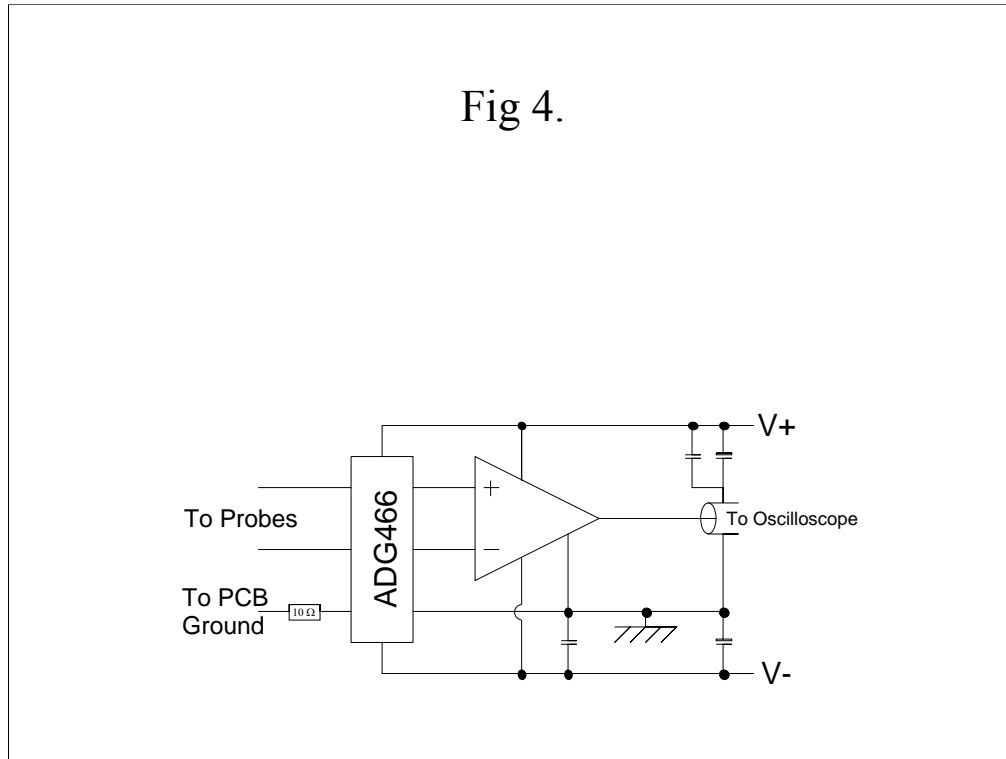 Fig 4.
V+
+
To Probes
ADG466
To Oscilloscope
−
To PCB
Ground
10 Ω
V-